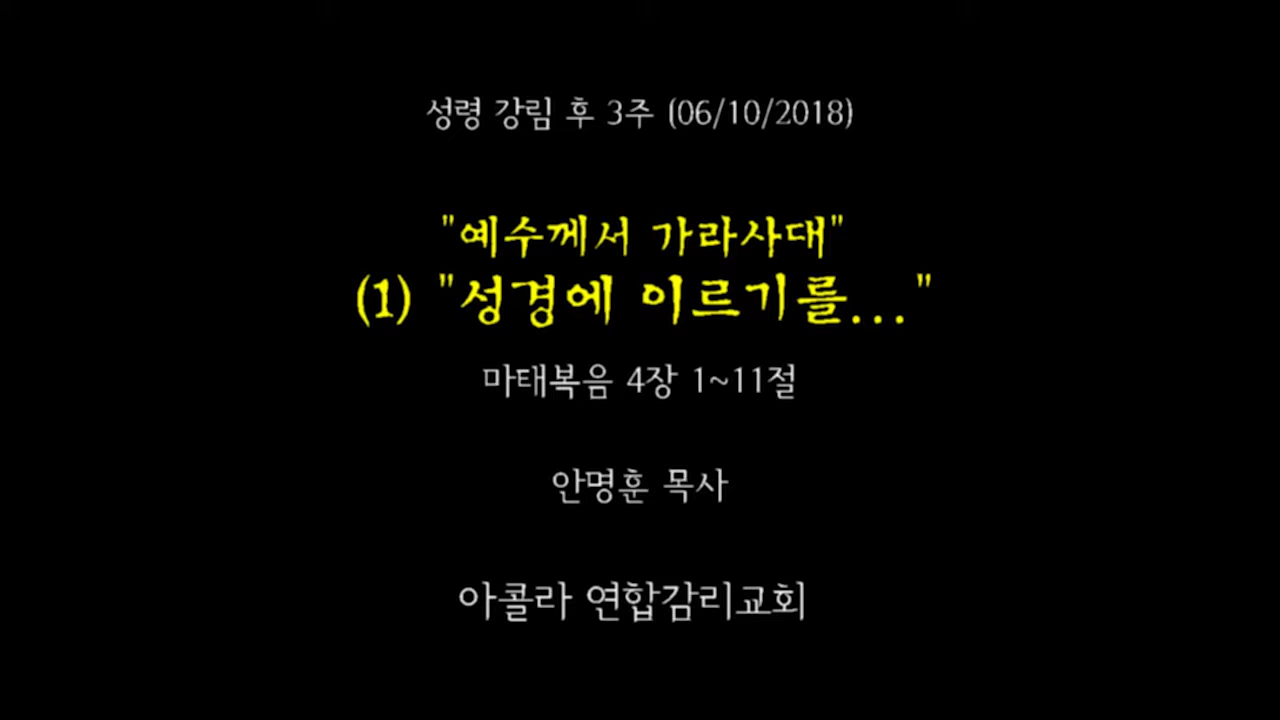 성령 강림 후 3주 (06/10/2018)
"예수께서 가라사대"
(1) "성경에 이르기를..."
마태복음 4장 1~11절
안명훈 목사
아콜라 연합감리교회